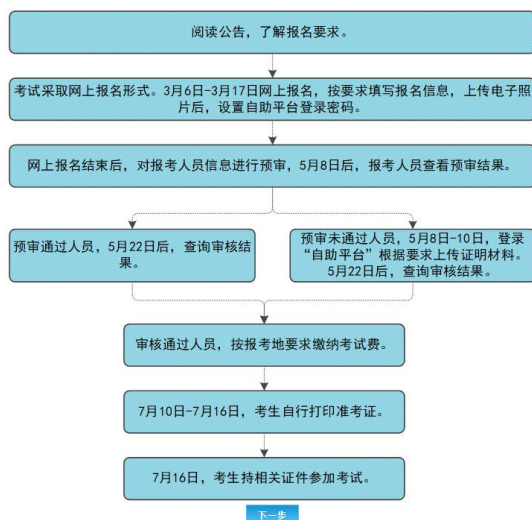 阅读公告，了解报名要求。
考试采取网上报名形式。3月6日-3月17日网上报名，按要求填写报名信息，上传电子照
片后，设置自助平台登录密码。
网上报名结束后，对报考人员信息进行预审，5月8日后，报考人员查看预审结果。
预审通过人员，5月22日后，查询审核结
果。
预审未通过人员，5月8日-10日，登录
“自助平台”根据要求上传证明材料。
5月22日后，查询审核结果。
审核通过人员，按报考地要求缴纳考试费。
7月10日-7月16日，考生自行打印准考证。
7月16日，考生持相关证件参加考试。
下一步